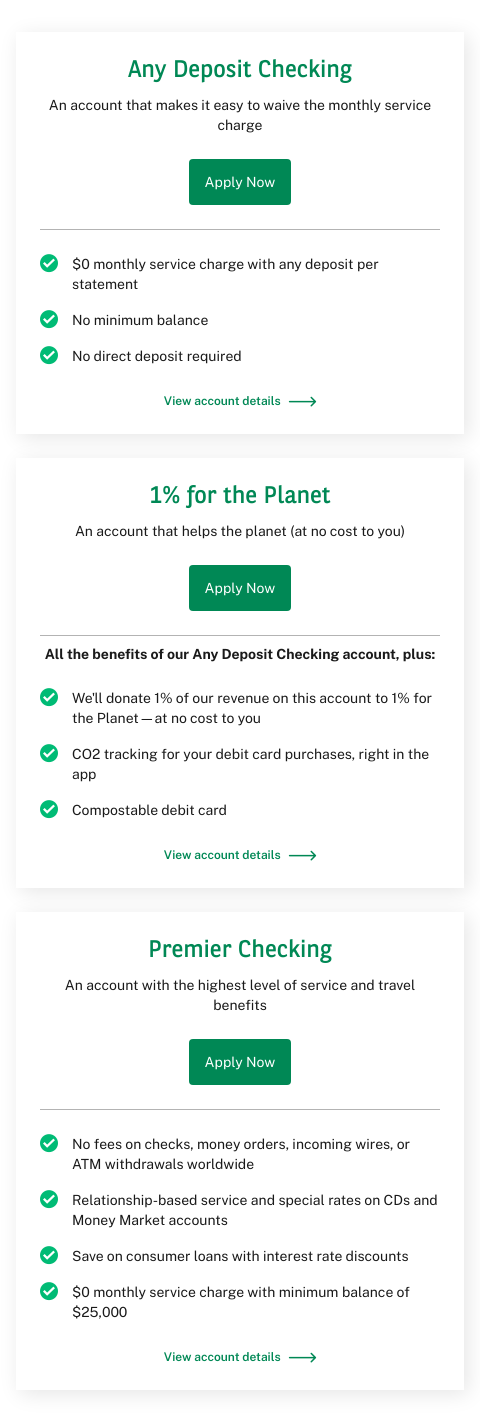 Any Deposit Checking
An account that makes it easy to waive the monthly service
charge
Apply Now
$0 monthly service charge with any deposit per
statement
No minimum balance
No direct deposit required
View account details
1% for the Planet
An account that helps the planet (at no cost to you)
Apply Now
All the benefits of our Any Deposit Checking account, plus:
We'll donate 1% of our revenue on this account to 1% for
the Planet — at no cost to you
CO2 tracking for your debit card purchases, right in the
app
Compostable debit card
View account details
Premier Checking
An account with the highest level of service and travel
benefits
Apply Now
No fees on checks, money orders, incoming wires, or
ATM withdrawals worldwide
Relationship-based service and special rates on CDs and
Money Market accounts
Save on consumer loans with interest rate discounts
$0 monthly service charge with minimum balance of
$25,000
View account details